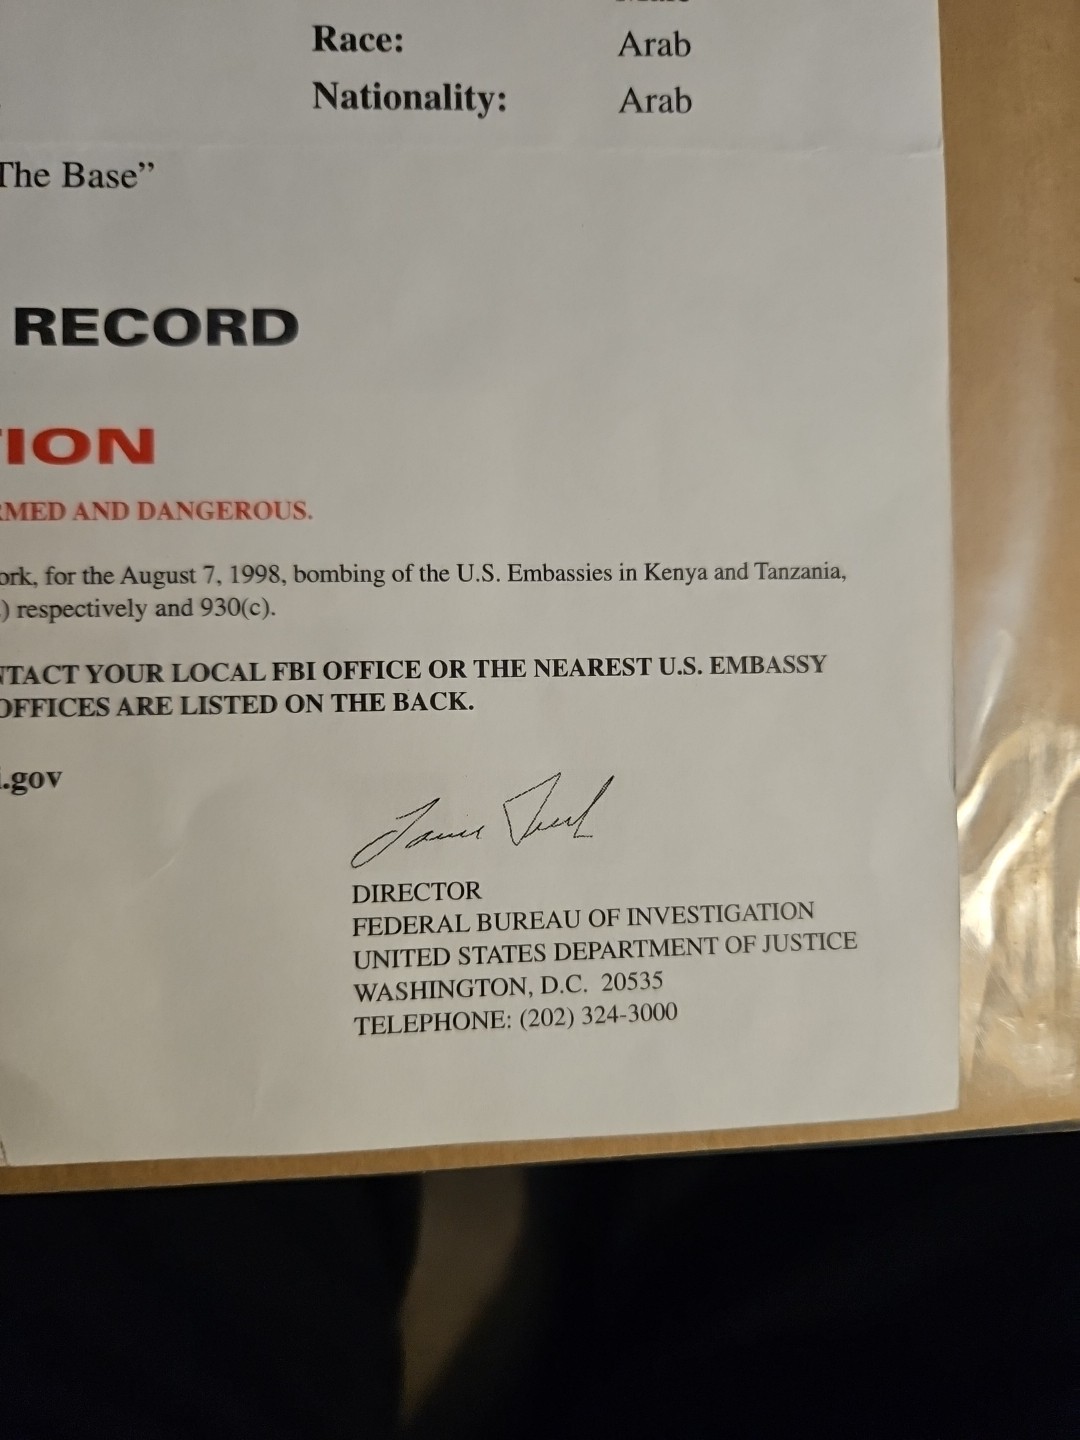 Race: Arab
Nationality: Arab
The Base”
RECORD
ION
RMED AND DANGEROUS.
ork, for the August 7, 1998, bombing of the U.S. Embassies in Kenya and Tanzania,
) respectively and 930(c).
NTACT YOUR LOCAL FBI OFFICE OR THE NEAREST U.S. EMBASSY
OFFICES ARE LISTED ON THE BACK.
.gov
DIRECTOR
FEDERAL BUREAU OF INVESTIGATION
UNITED STATES DEPARTMENT OF JUSTICE
WASHINGTON, D.C. 20535
TELEPHONE: (202) 324-3000